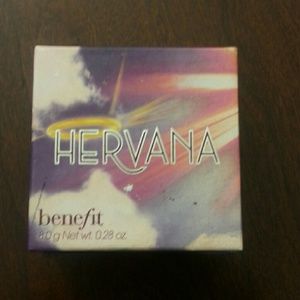 HERVANA
benefit
8.0 g Net wt. 0.28 oz.